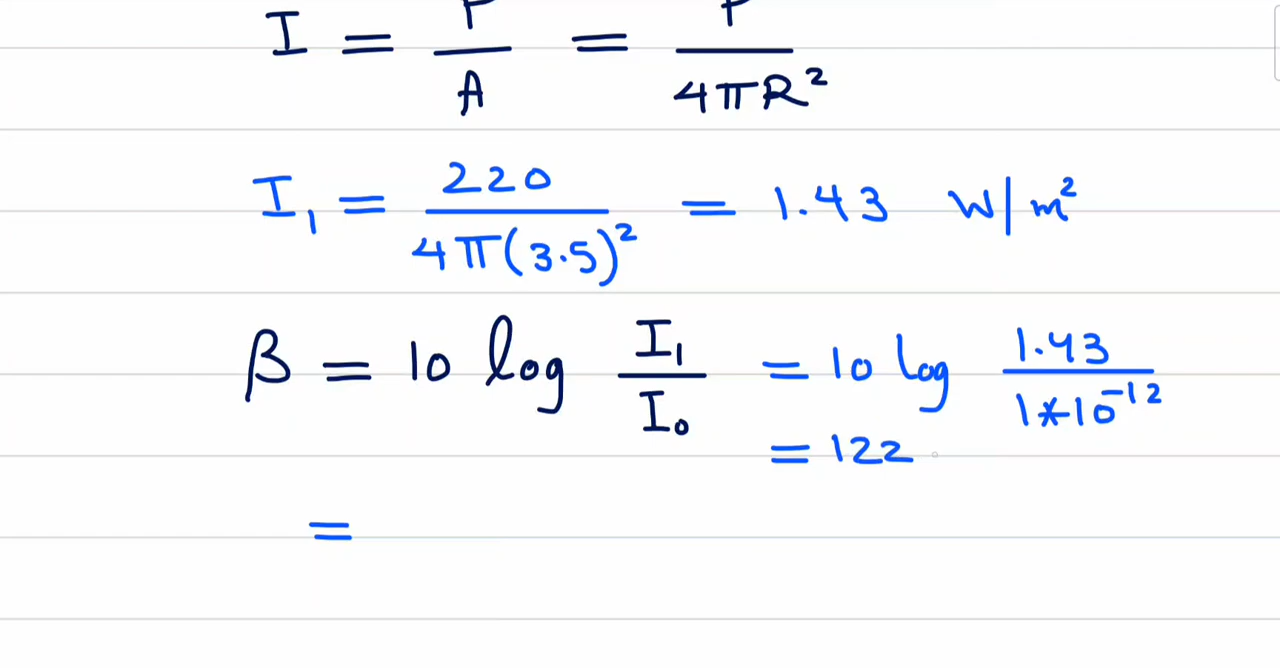 I = P/A = P/4πR²
I₁ = 220/4π(3.5)² = 1.43 W/m²
β = 10 log I₁/I₀ = 10 log 1.43/1*10⁻¹²
= 122
=